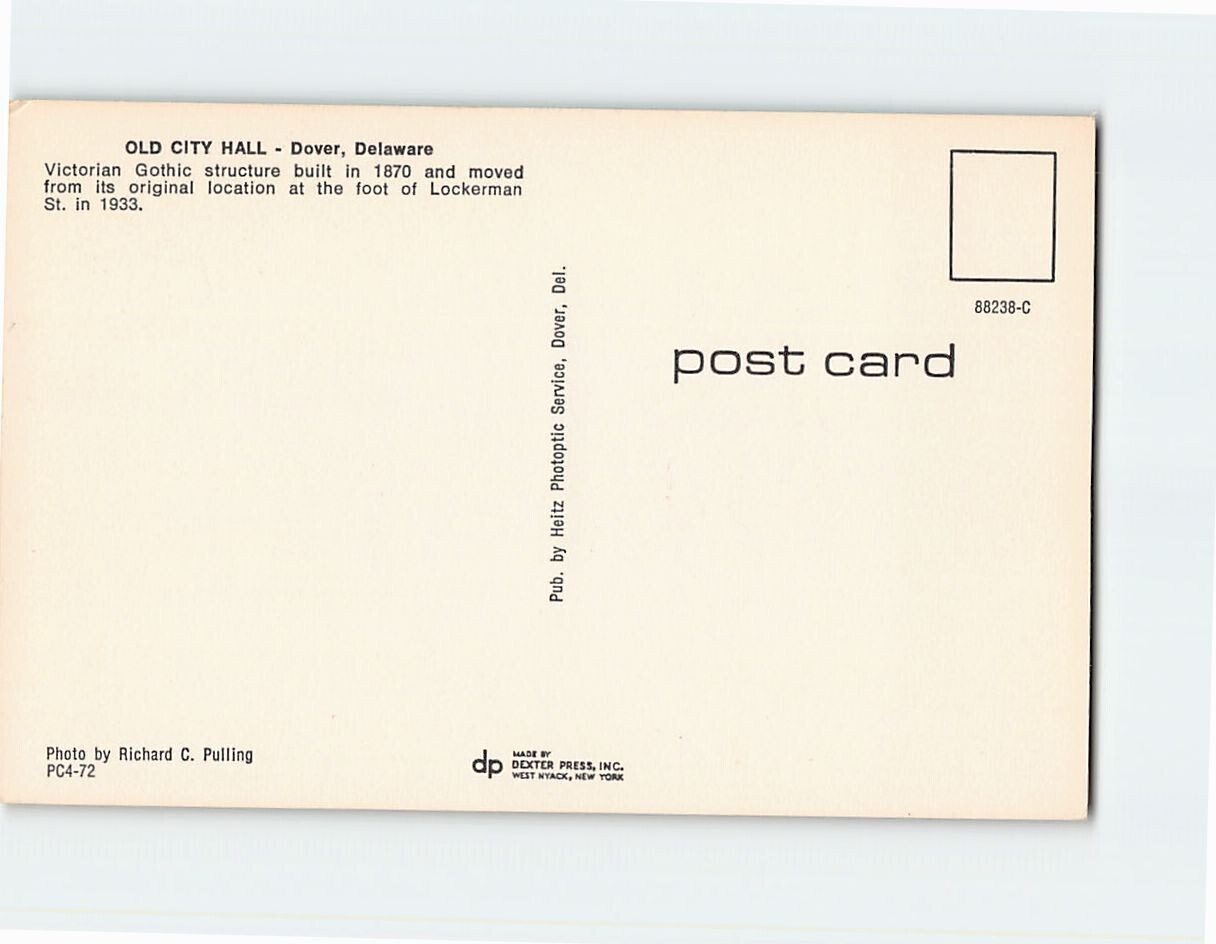 OLD CITY HALL - Dover, Delaware
Victorian Gothic structure built in 1870 and moved
from its original location at the foot of Lockerman
St. in 1933.
88238-C
post card
Pub. by Heitz Photoptic Service, Dover, Del.
Photo by Richard C. Pulling
PC4-72
dp
MADE BY
DEXTER PRESS, INC.
WEST NYACK, NEW YORK